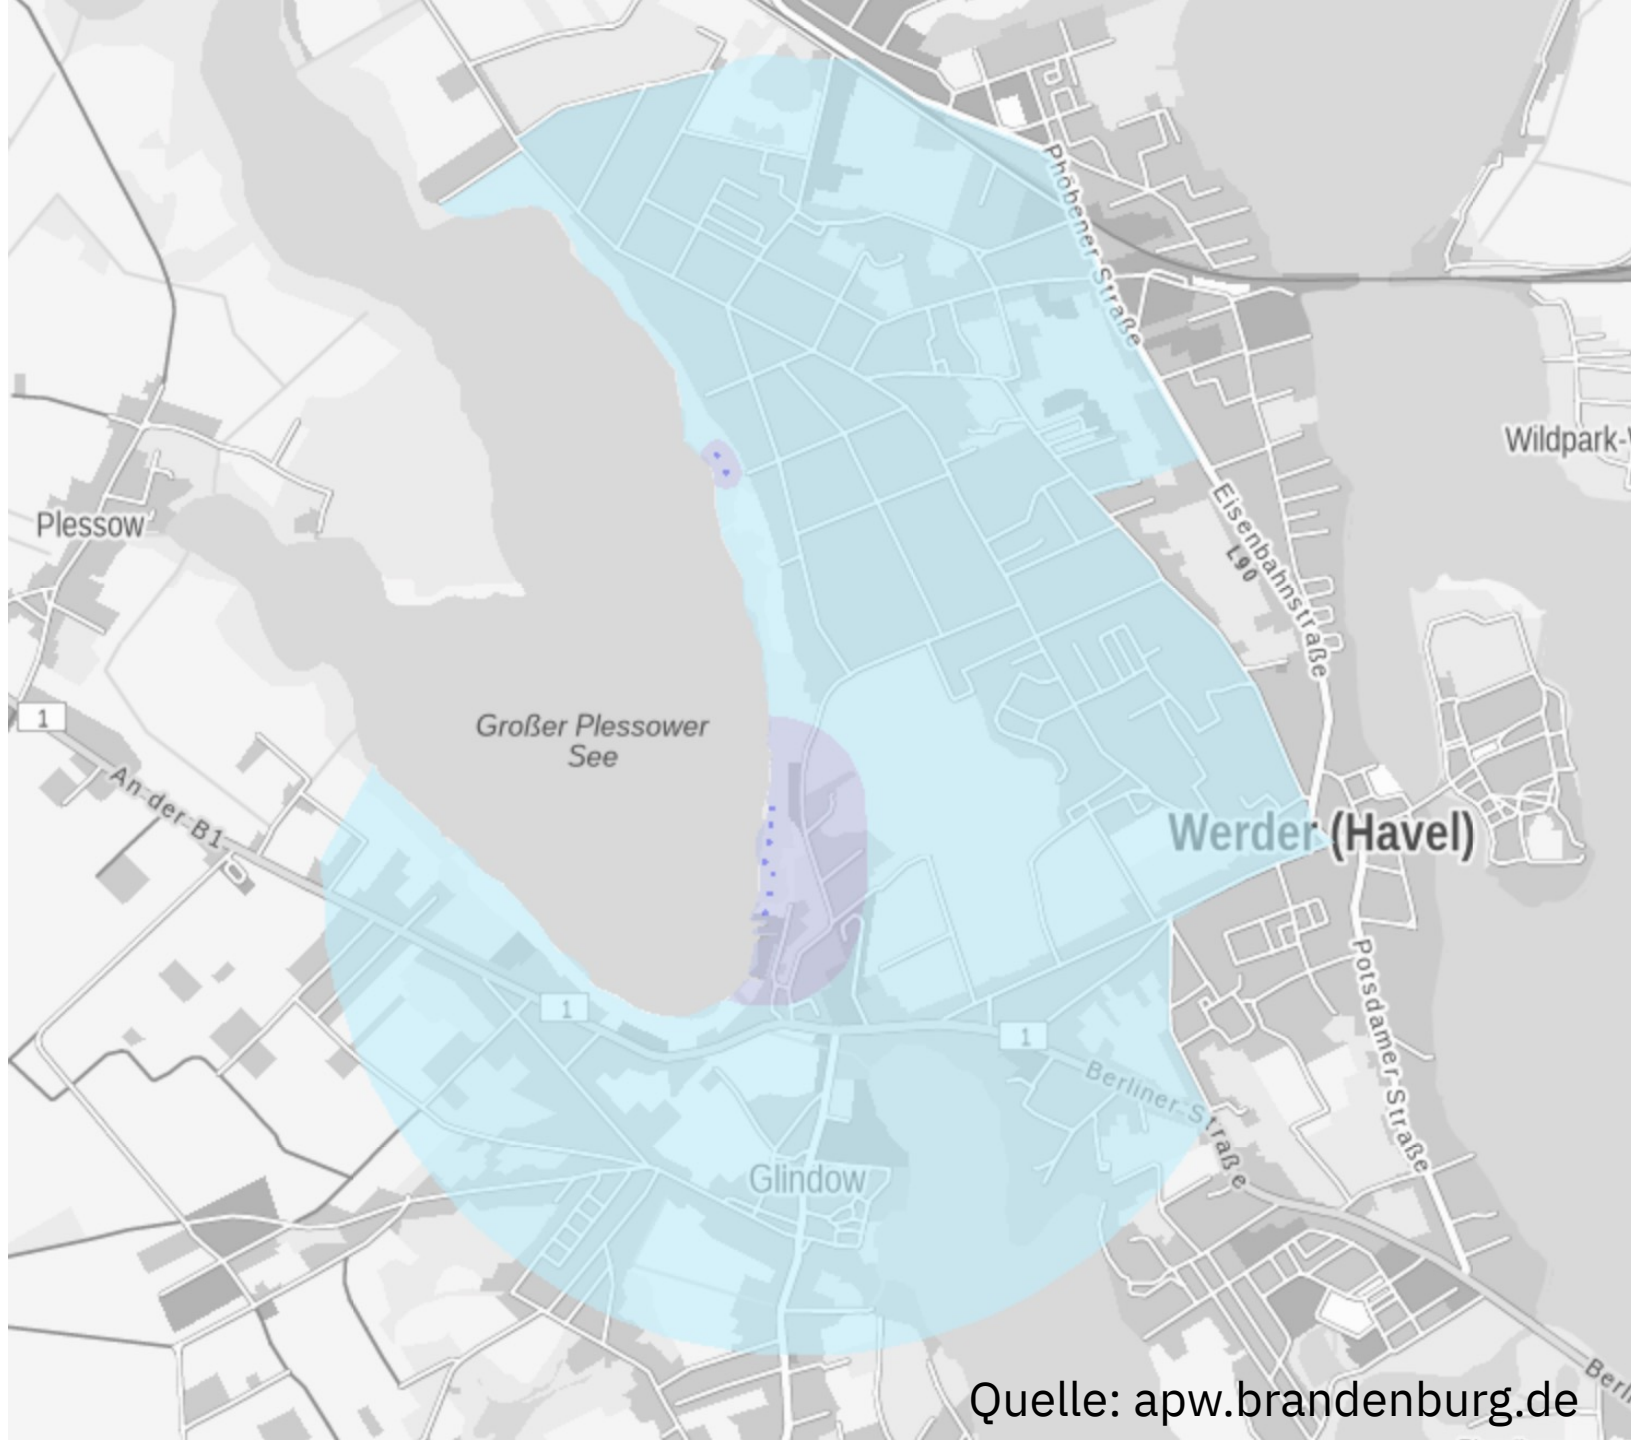 Phöbener Straße
Wildpark-W
Plessow
Eisenbahnstraße
L90
1
Großer Plessower
See
An der B1
Werder (Havel)
1
1
Potsdamer Straße
Berliner Straße
Glindow
Berli
Quelle: apw.brandenburg.de